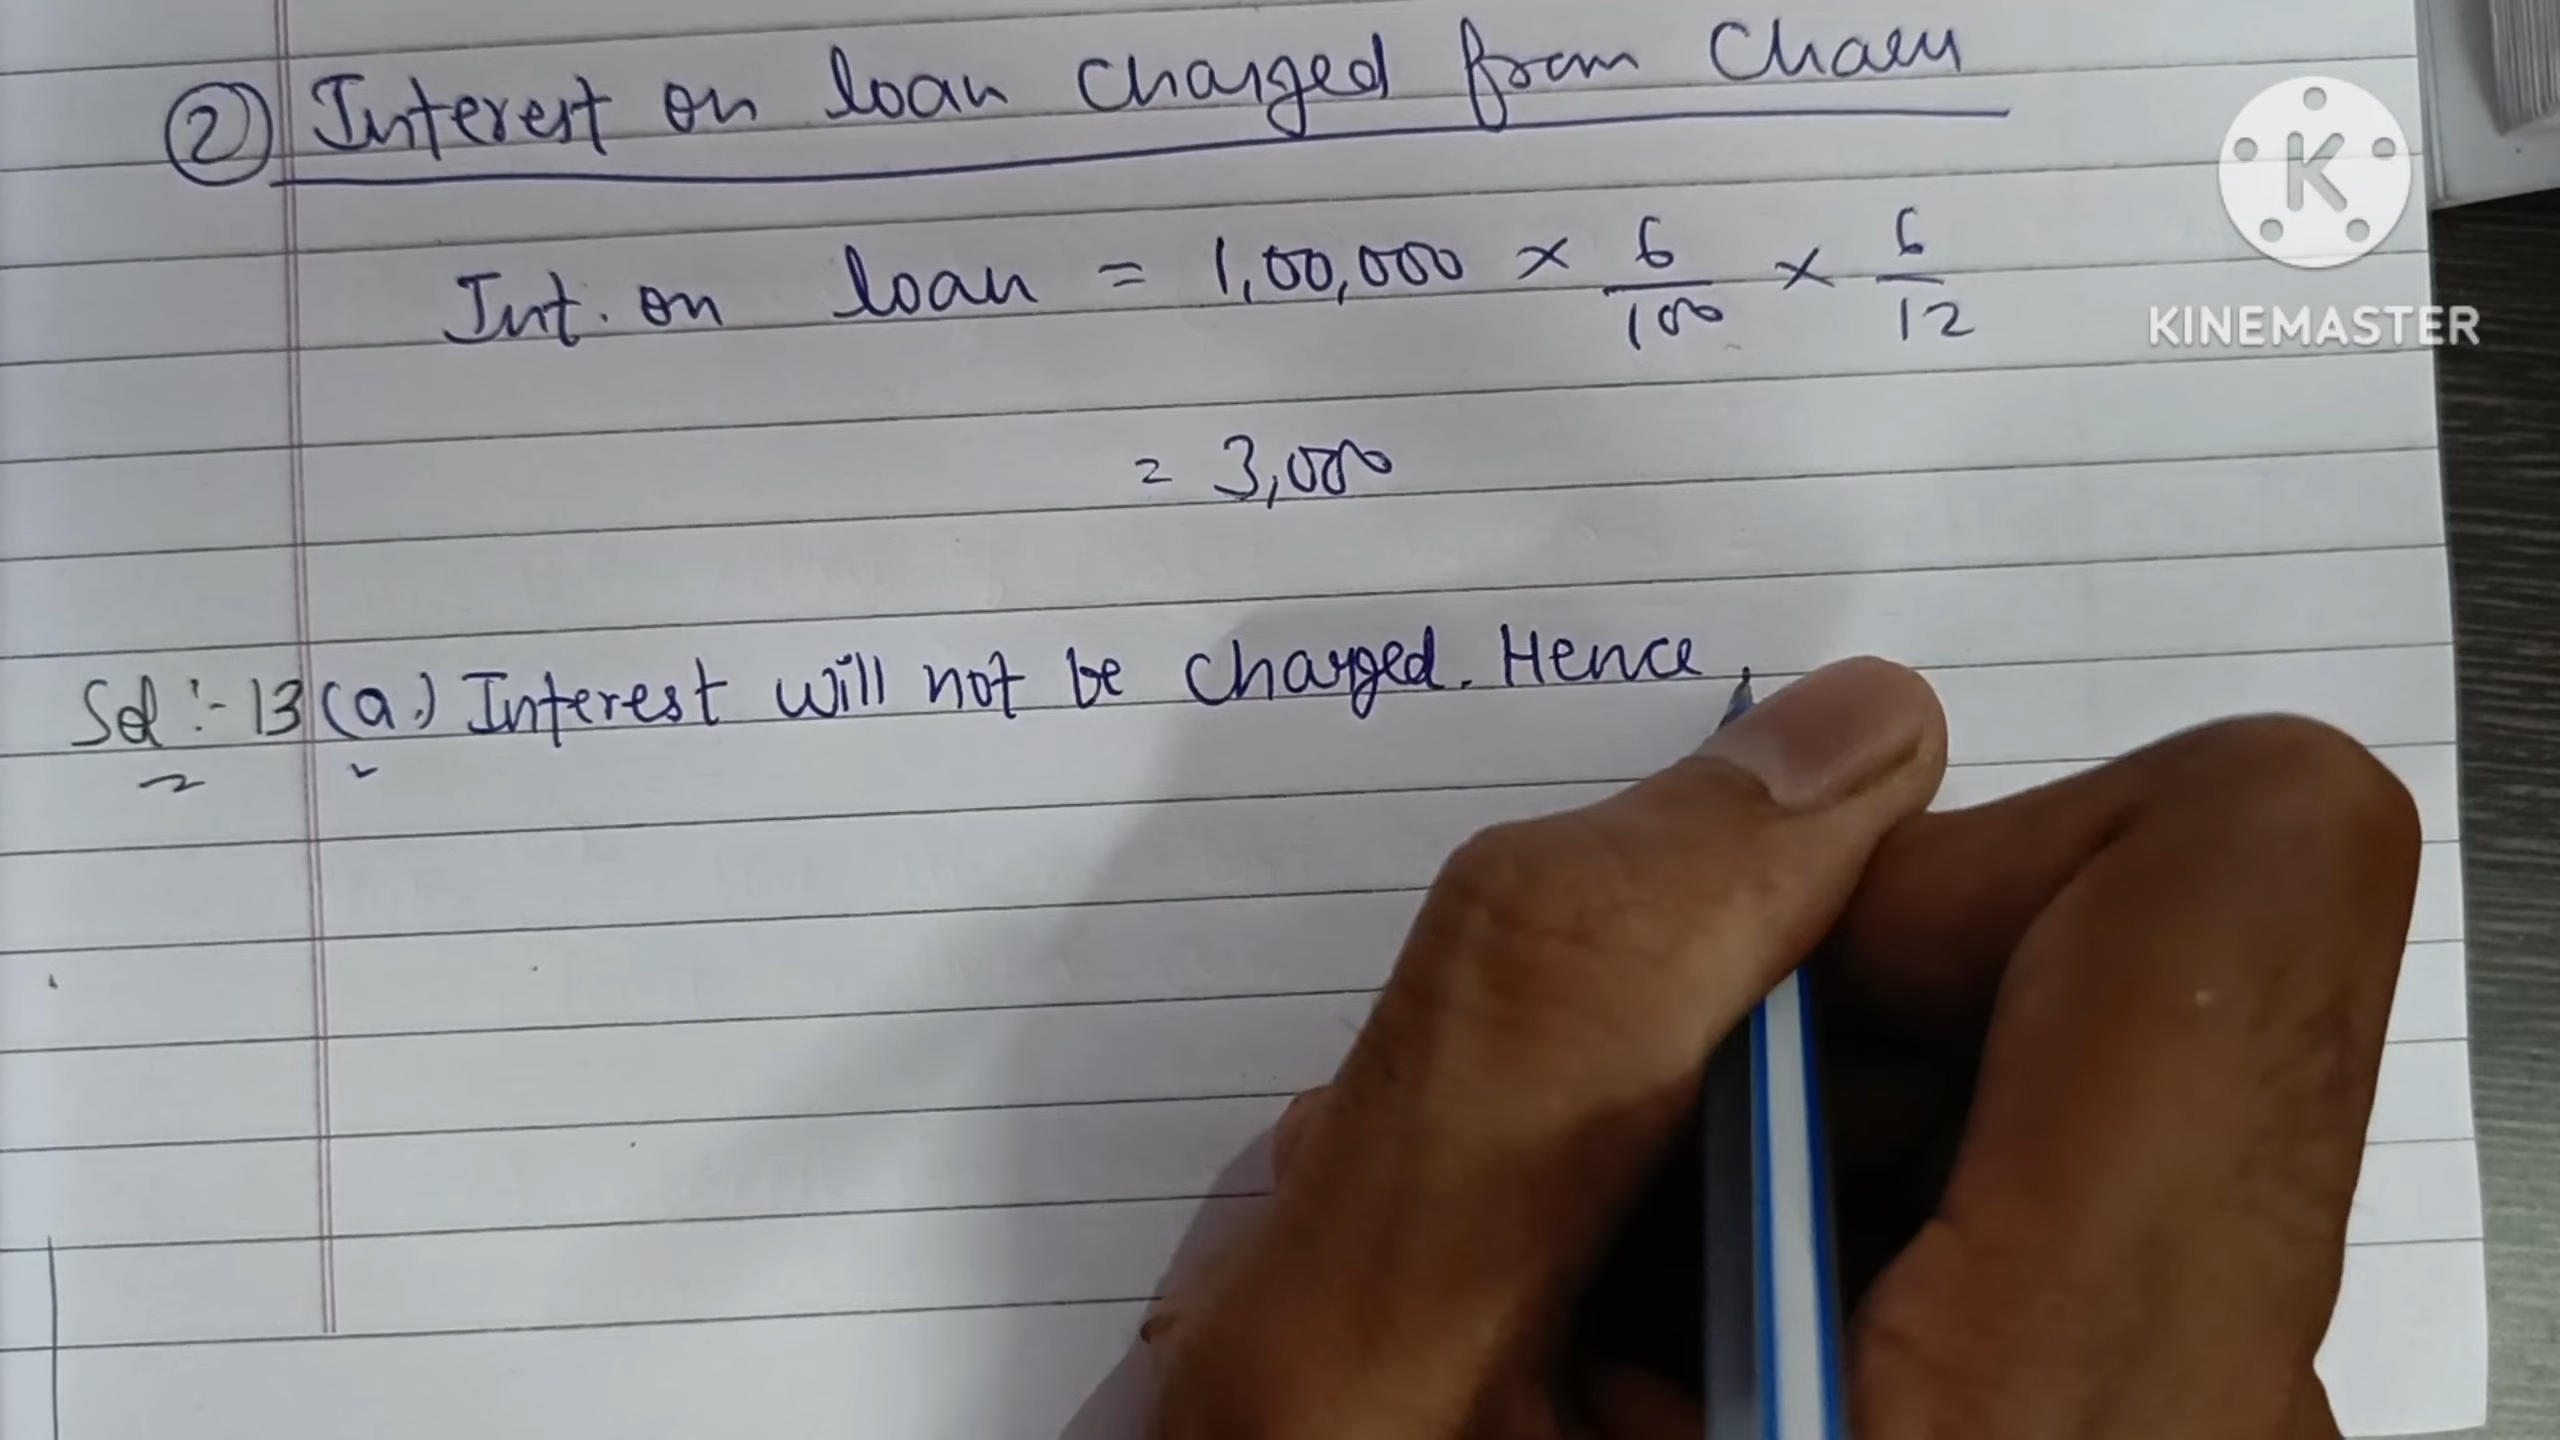 ② Interest on loan charged from Charu
Int. on loan = 1,00,000 × 6/100 × 6/12
= 3,000
Sol :- 13 (a.) Interest will not be charged. Hence
K
KINEMASTER